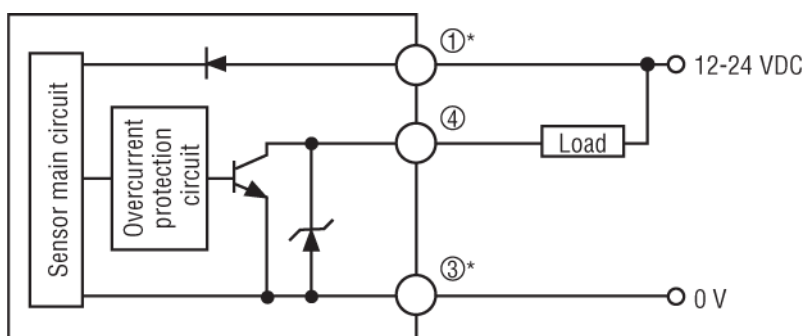 ①*
12-24 VDC
④
Load
Sensor main circuit
Overcurrent
protection
circuit
③*
0 V